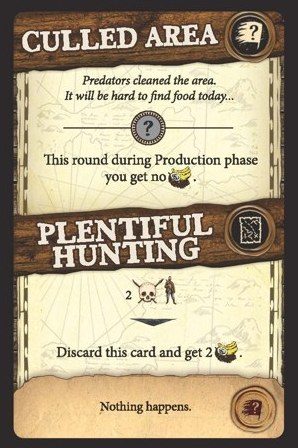 CULLED AREA
?
Predators cleaned the area.
It will be hard to find food today...
?
This round during Production phase
you get no .
PLENTIFUL
HUNTING
2
Discard this card and get 2 .
Nothing happens.
?